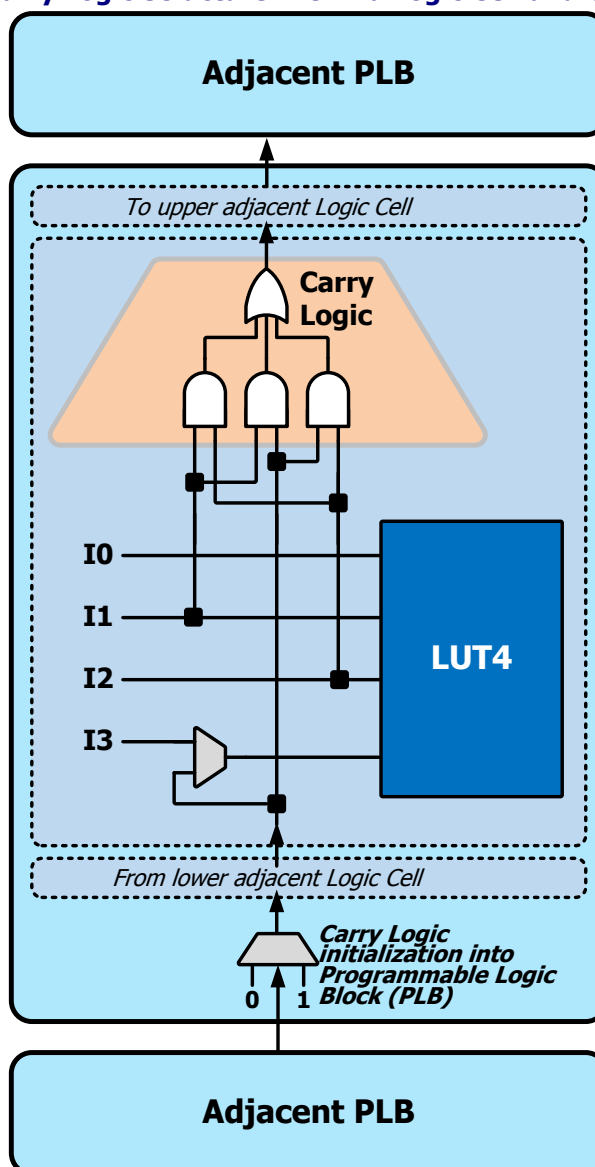 Adjacent PLB
To upper adjacent Logic Cell
Carry
Logic
I0
I1
LUT4
I2
I3
From lower adjacent Logic Cell
Carry Logic
initialization into
Programmable Logic
Block (PLB)
0 1
Adjacent PLB